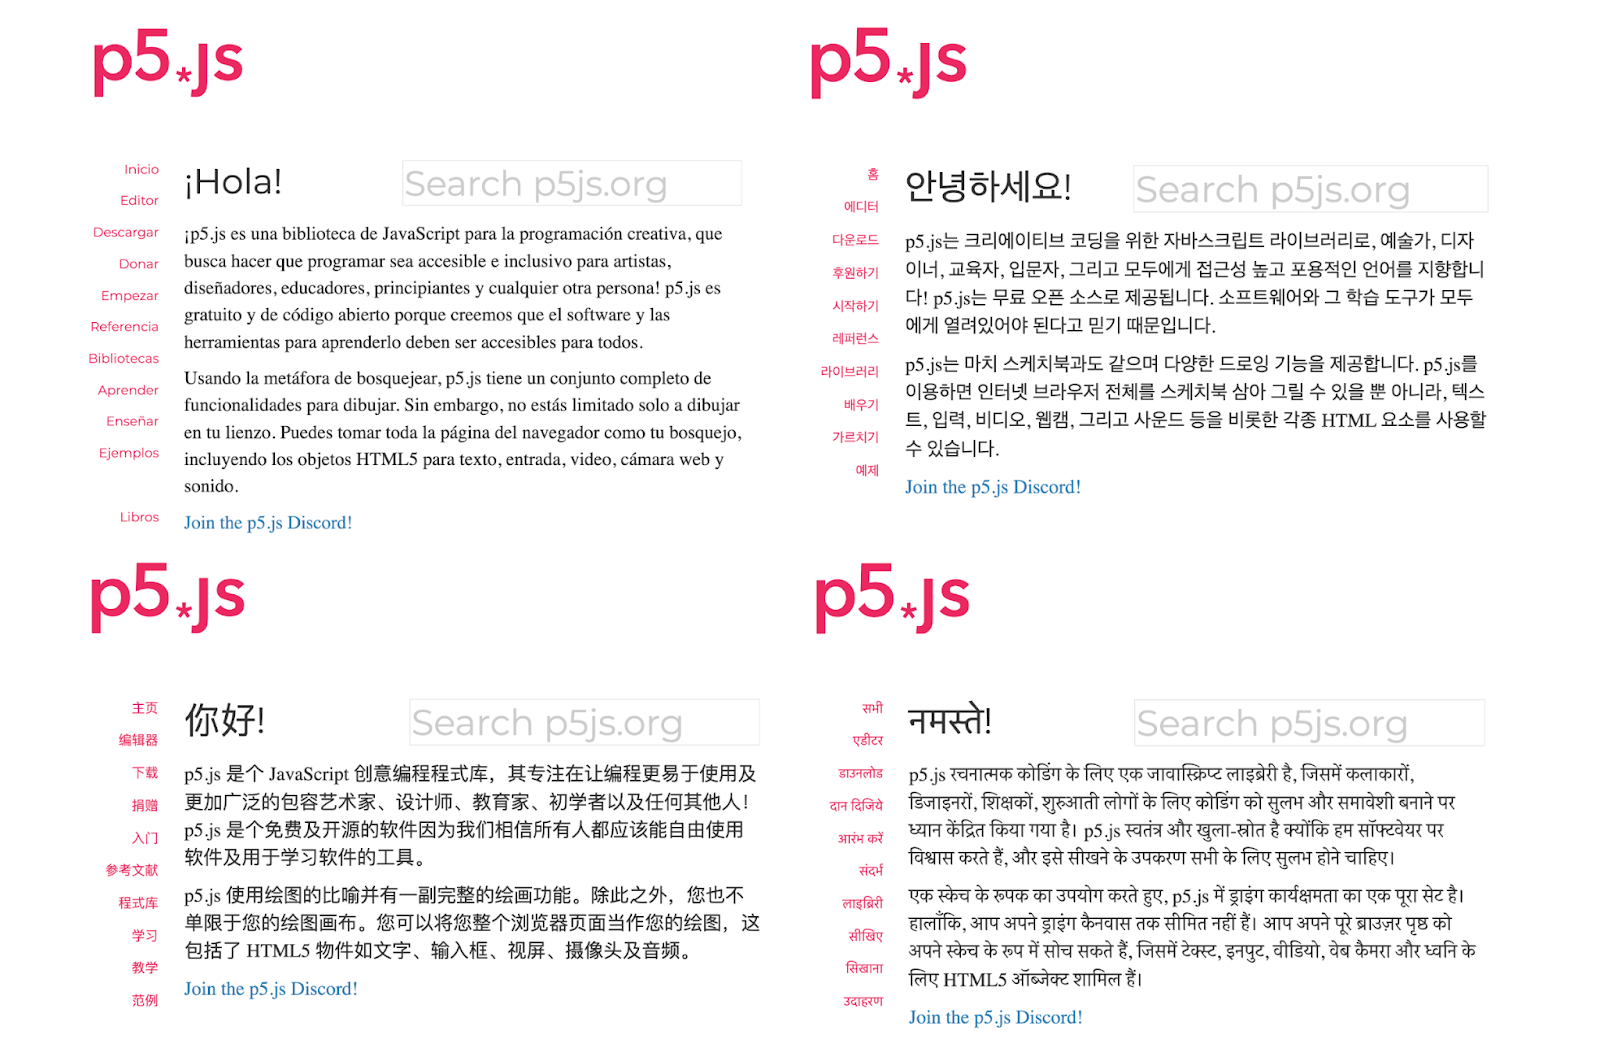 p5*js
Inicio
Editor
Descargar
Donar
Empezar
Referencia
Bibliotecas
Aprender
Enseñar
Ejemplos
Libros
¡Hola!
Search p5js.org
¡p5.js es una biblioteca de JavaScript para la programación creativa, que
busca hacer que programar sea accesible e inclusivo para artistas,
diseñadores, educadores, principiantes y cualquier otra persona! p5.js es
gratuito y de código abierto porque creemos que el software y las
herramientas para aprenderlo deben ser accesibles para todos.
Usando la metáfora de bosquejear, p5.js tiene un conjunto completo de
funcionalidades para dibujar. Sin embargo, no estás limitado solo a dibujar
en tu lienzo. Puedes tomar toda la página del navegador como tu bosquejo,
incluyendo los objetos HTML5 para texto, entrada, video, cámara web y
sonido.
Join the p5.js Discord!
p5*js
홈
에디터
다운로드
후원하기
시작하기
레퍼런스
라이브러리
배우기
가르치기
예제
안녕하세요!
Search p5js.org
p5.js는 크리에이티브 코딩을 위한 자바스크립트 라이브러리로, 예술가, 디자
이너, 교육자, 입문자, 그리고 모두에게 접근성 높고 포용적인 언어를 지향합니
다! p5.js는 무료 오픈 소스로 제공됩니다. 소프트웨어와 그 학습 도구가 모두
에게 열려있어야 된다고 믿기 때문입니다.
p5.js는 마치 스케치북과도 같으며 다양한 드로잉 기능을 제공합니다. p5.js를
이용하면 인터넷 브라우저 전체를 스케치북 삼아 그릴 수 있을 뿐 아니라, 텍스
트, 입력, 비디오, 웹캠, 그리고 사운드 등을 비롯한 각종 HTML 요소를 사용할
수 있습니다.
Join the p5.js Discord!
p5*js
主页
编辑器
下载
捐赠
入门
参考文献
程式库
学习
教学
范例
你好!
Search p5js.org
p5.js 是个 JavaScript 创意编程程式库，其专注在让编程更易于使用及
更加广泛的包容艺术家、设计师、教育家、初学者以及任何其他人！
p5.js 是个免费及开源的软件因为我们相信所有人都应该能自由使用
软件及用于学习软件的工具。
p5.js 使用绘图的比喻并有一副完整的绘画功能。除此之外，您也不
单限于您的绘图画布。您可以将您整个浏览器页面当作您的绘图，这
包括了 HTML5 物件如文字、输入框、视屏、摄像头及音频。
Join the p5.js Discord!
p5*js
सभी
एडीटर
डाउनलोड
दान दिजिये
आरंभ करें
संदर्भ
लाइब्रिरी
सीखिए
सिखाना
उदाहरण
नमस्ते!
Search p5js.org
p5.js रचनात्मक कोडिंग के लिए एक जावास्क्रिप्ट लाइब्रेरी है, जिसमें कलाकारों,
डिजाइनरों, शिक्षकों, शुरुआती लोगों के लिए कोडिंग को सुलभ और समावेशी बनाने पर
ध्यान केंद्रित किया गया है। p5.js स्वतंत्र और खुला-स्रोत है क्योंकि हम सॉफ्टवेयर पर
विश्वास करते हैं, और इसे सीखने के उपकरण सभी के लिए सुलभ होने चाहिए।
एक स्केच के रूपक का उपयोग करते हुए, p5.js में ड्राइंग कार्यक्षमता का एक पूरा सेट है।
हालाँकि, आप अपने ड्राइंग कैनवास तक सीमित नहीं हैं। आप अपने पूरे ब्राउज़र पृष्ठ को
अपने स्केच के रूप में सोच सकते हैं, जिसमें टेक्स्ट, इनपुट, वीडियो, वेब कैमरा और ध्वनि के
लिए HTML5 ऑब्जेक्ट शामिल हैं।
Join the p5.js Discord!